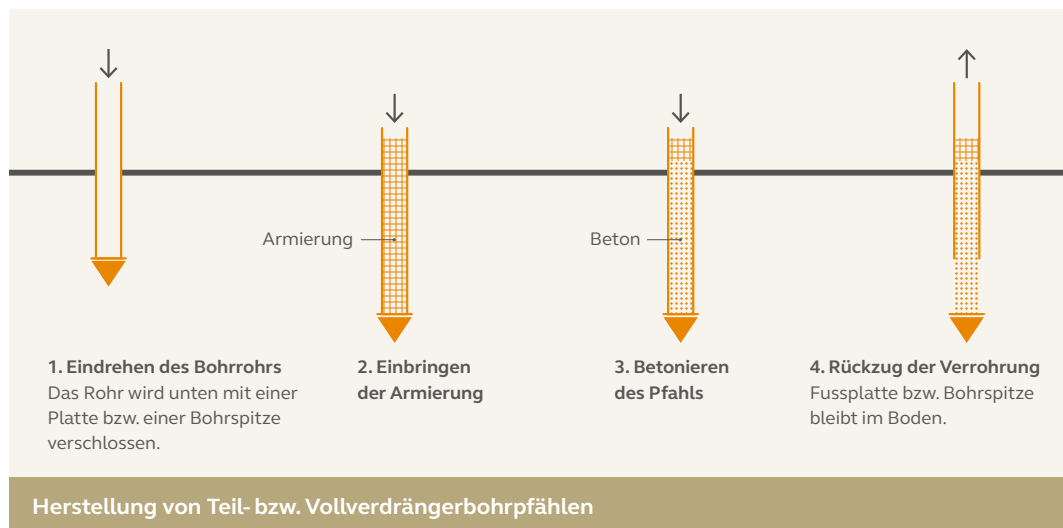 Armierung
Beton
1. Eindrehen des Bohrrohrs
Das Rohr wird unten mit einer
Platte bzw. einer Bohrspitze
verschlossen.
2. Einbringen
der Armierung
3. Betonieren
des Pfahls
4. Rückzug der Verrohrung
Fussplatte bzw. Bohrspitze
bleibt im Boden.
Herstellung von Teil- bzw. Vollverdrängerbohrpfählen